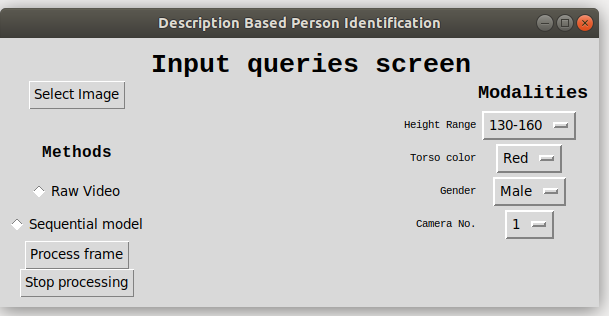 Description Based Person Identification
Input queries screen
Select Image
Modalities
Height Range 130-160
Methods
Torso color Red
Raw Video
Gender Male
Sequential model
Camera No. 1
Process frame
Stop processing